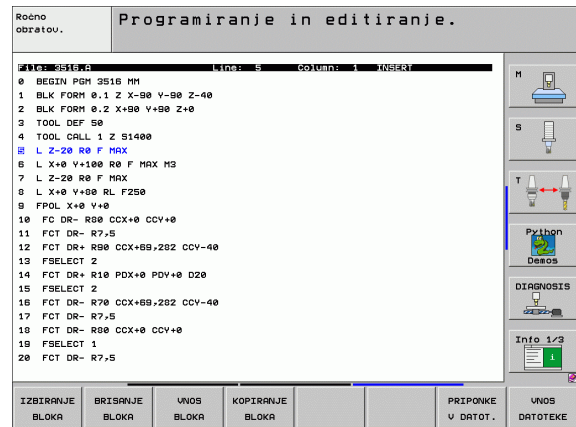 Ročno
obratov.
Programiranje in editiranje.
File: 3516.A Line: 5 Column: 1 INSERT
0 BEGIN PGM 3516 MM
1 BLK FORM 0.1 Z X-90 Y-90 Z-40
2 BLK FORM 0.2 X+90 Y+90 Z+0
3 TOOL DEF 50
4 TOOL CALL 1 Z S1400
5 L Z-20 R0 F MAX
6 L X+0 Y+100 R0 F MAX M3
7 L Z-20 R0 F MAX
8 L X+0 Y+80 RL F250
9 FPOL X+0 Y+0
10 FC DR- R80 CCX+0 CCY+0
11 FCT DR- R7,5
12 FCT DR+ R90 CCX+69,282 CCY-40
13 FSELECT 2
14 FCT DR+ R10 PDX+0 PDY+0 D20
15 FSELECT 2
16 FCT DR- R70 CCX+69,282 CCY-40
17 FCT DR- R7,5
18 FCT DR- R80 CCX+0 CCY+0
19 FSELECT 1
20 FCT DR- R7,5
M
S
T
Python
Demos
DIAGNOSIS
Info 1/3
i
IZBIRANJE
BLOKA
BRISANJE
BLOKA
VNOS
BLOKA
KOPIRANJE
BLOKA
PRIPONKE
V DATOT.
VNOS
DATOTEKE